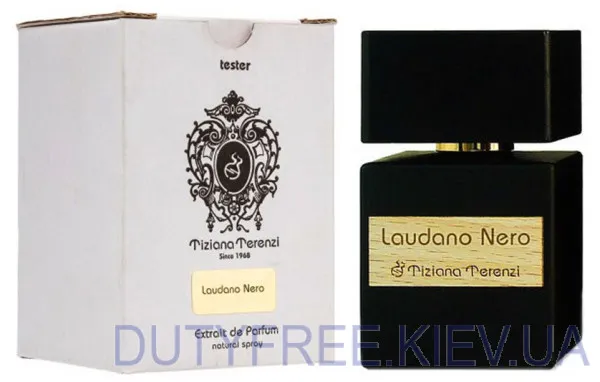 tester
Tiziana Terenzi
Since 1968
Laudano Nero
Extrait de Parfum
natural spray
Laudano Nero
Tiziana Terenzi
DUTYFREE.KIEV.UA